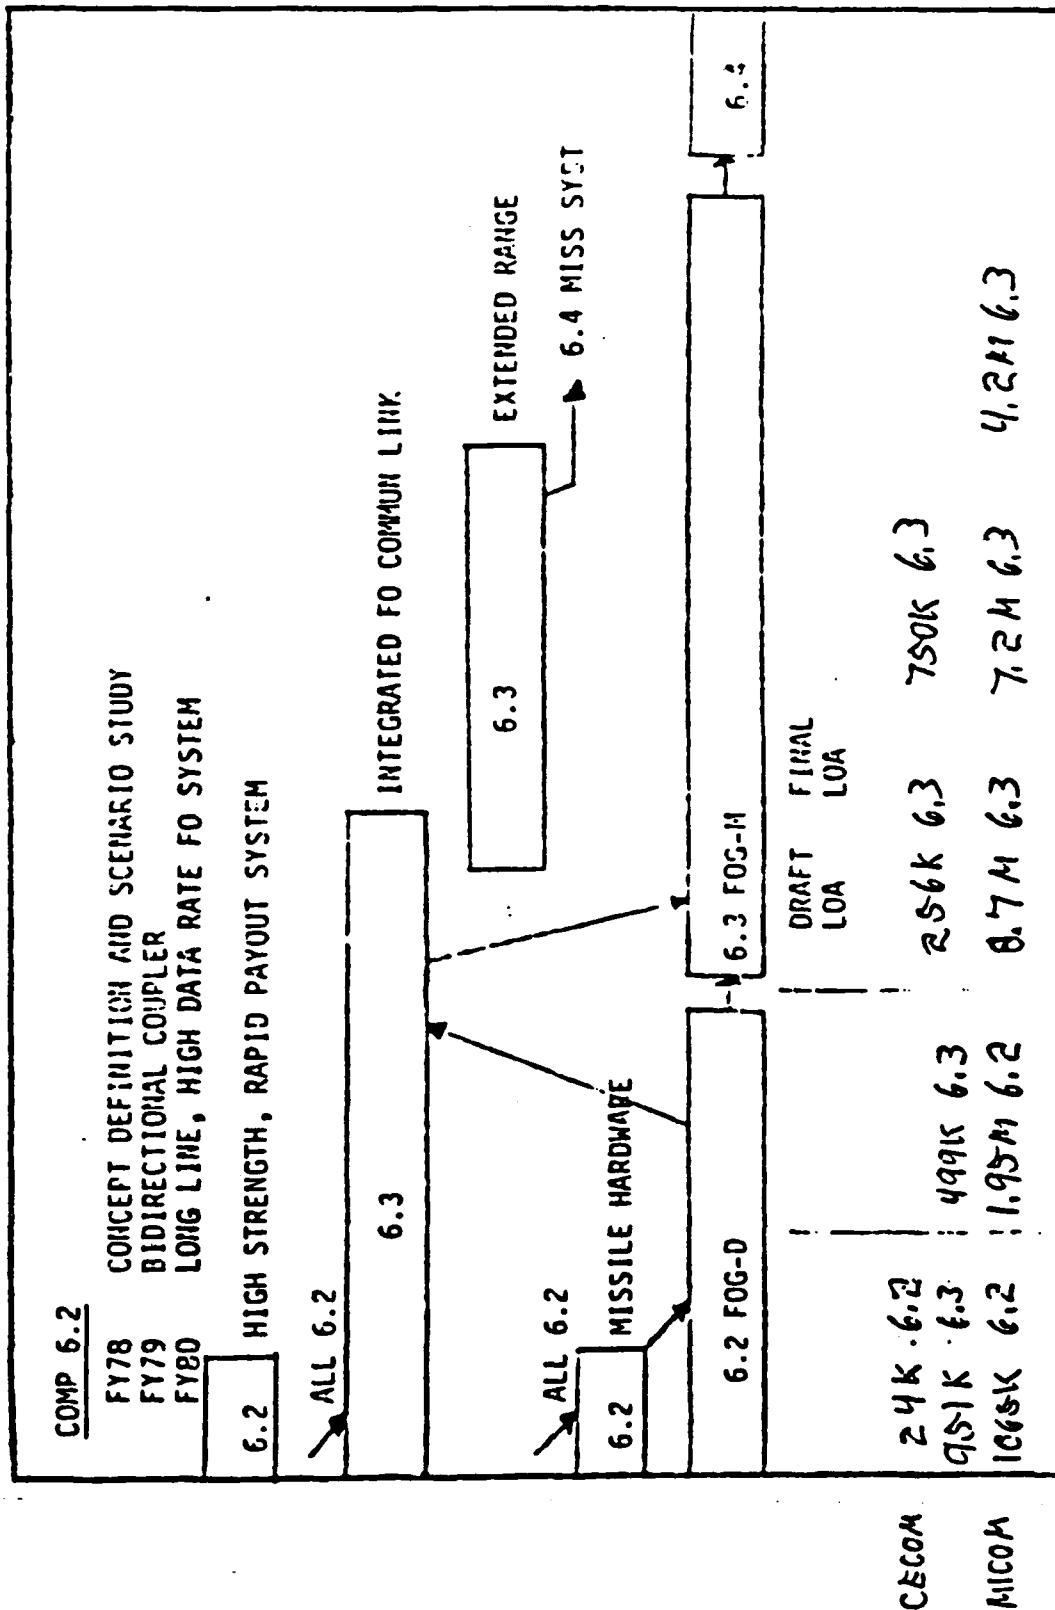 COMP 6.2
FY78 CONCEPT DEFINITION AND SCENARIO STUDY
FY79 BIDIRECTIONAL COUPLER
FY80 LONG LINE, HIGH DATA RATE FO SYSTEM
6.2 HIGH STRENGTH, RAPID PAYOUT SYSTEM
ALL 6.2
6.3 INTEGRATED FO COMMUN LINK
6.3 EXTENDED RANGE
6.4 MISS SYST
ALL 6.2
6.2 MISSILE HARDWARE
6.2 FOG-D
6.3 FOG-M
6.4
DRAFT LOA
FINAL LOA
CECOM 24K 6.2
951K 6.3 499K 6.3 256K 6.3 750K 6.3
MICOM 1065K 6.2 1.95M 6.2 8.7M 6.3 7.2M 6.3 4.2M 6.3